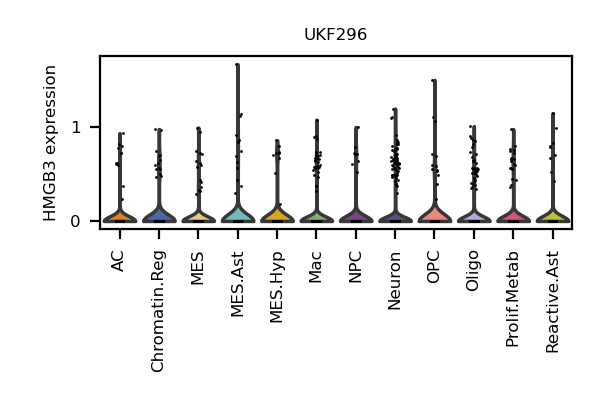 UKF296
HMGB3 expression
1
0
AC
Chromatin.Reg
MES
MES.Ast
MES.Hyp
Mac
NPC
Neuron
OPC
Oligo
Prolif.Metab
Reactive.Ast